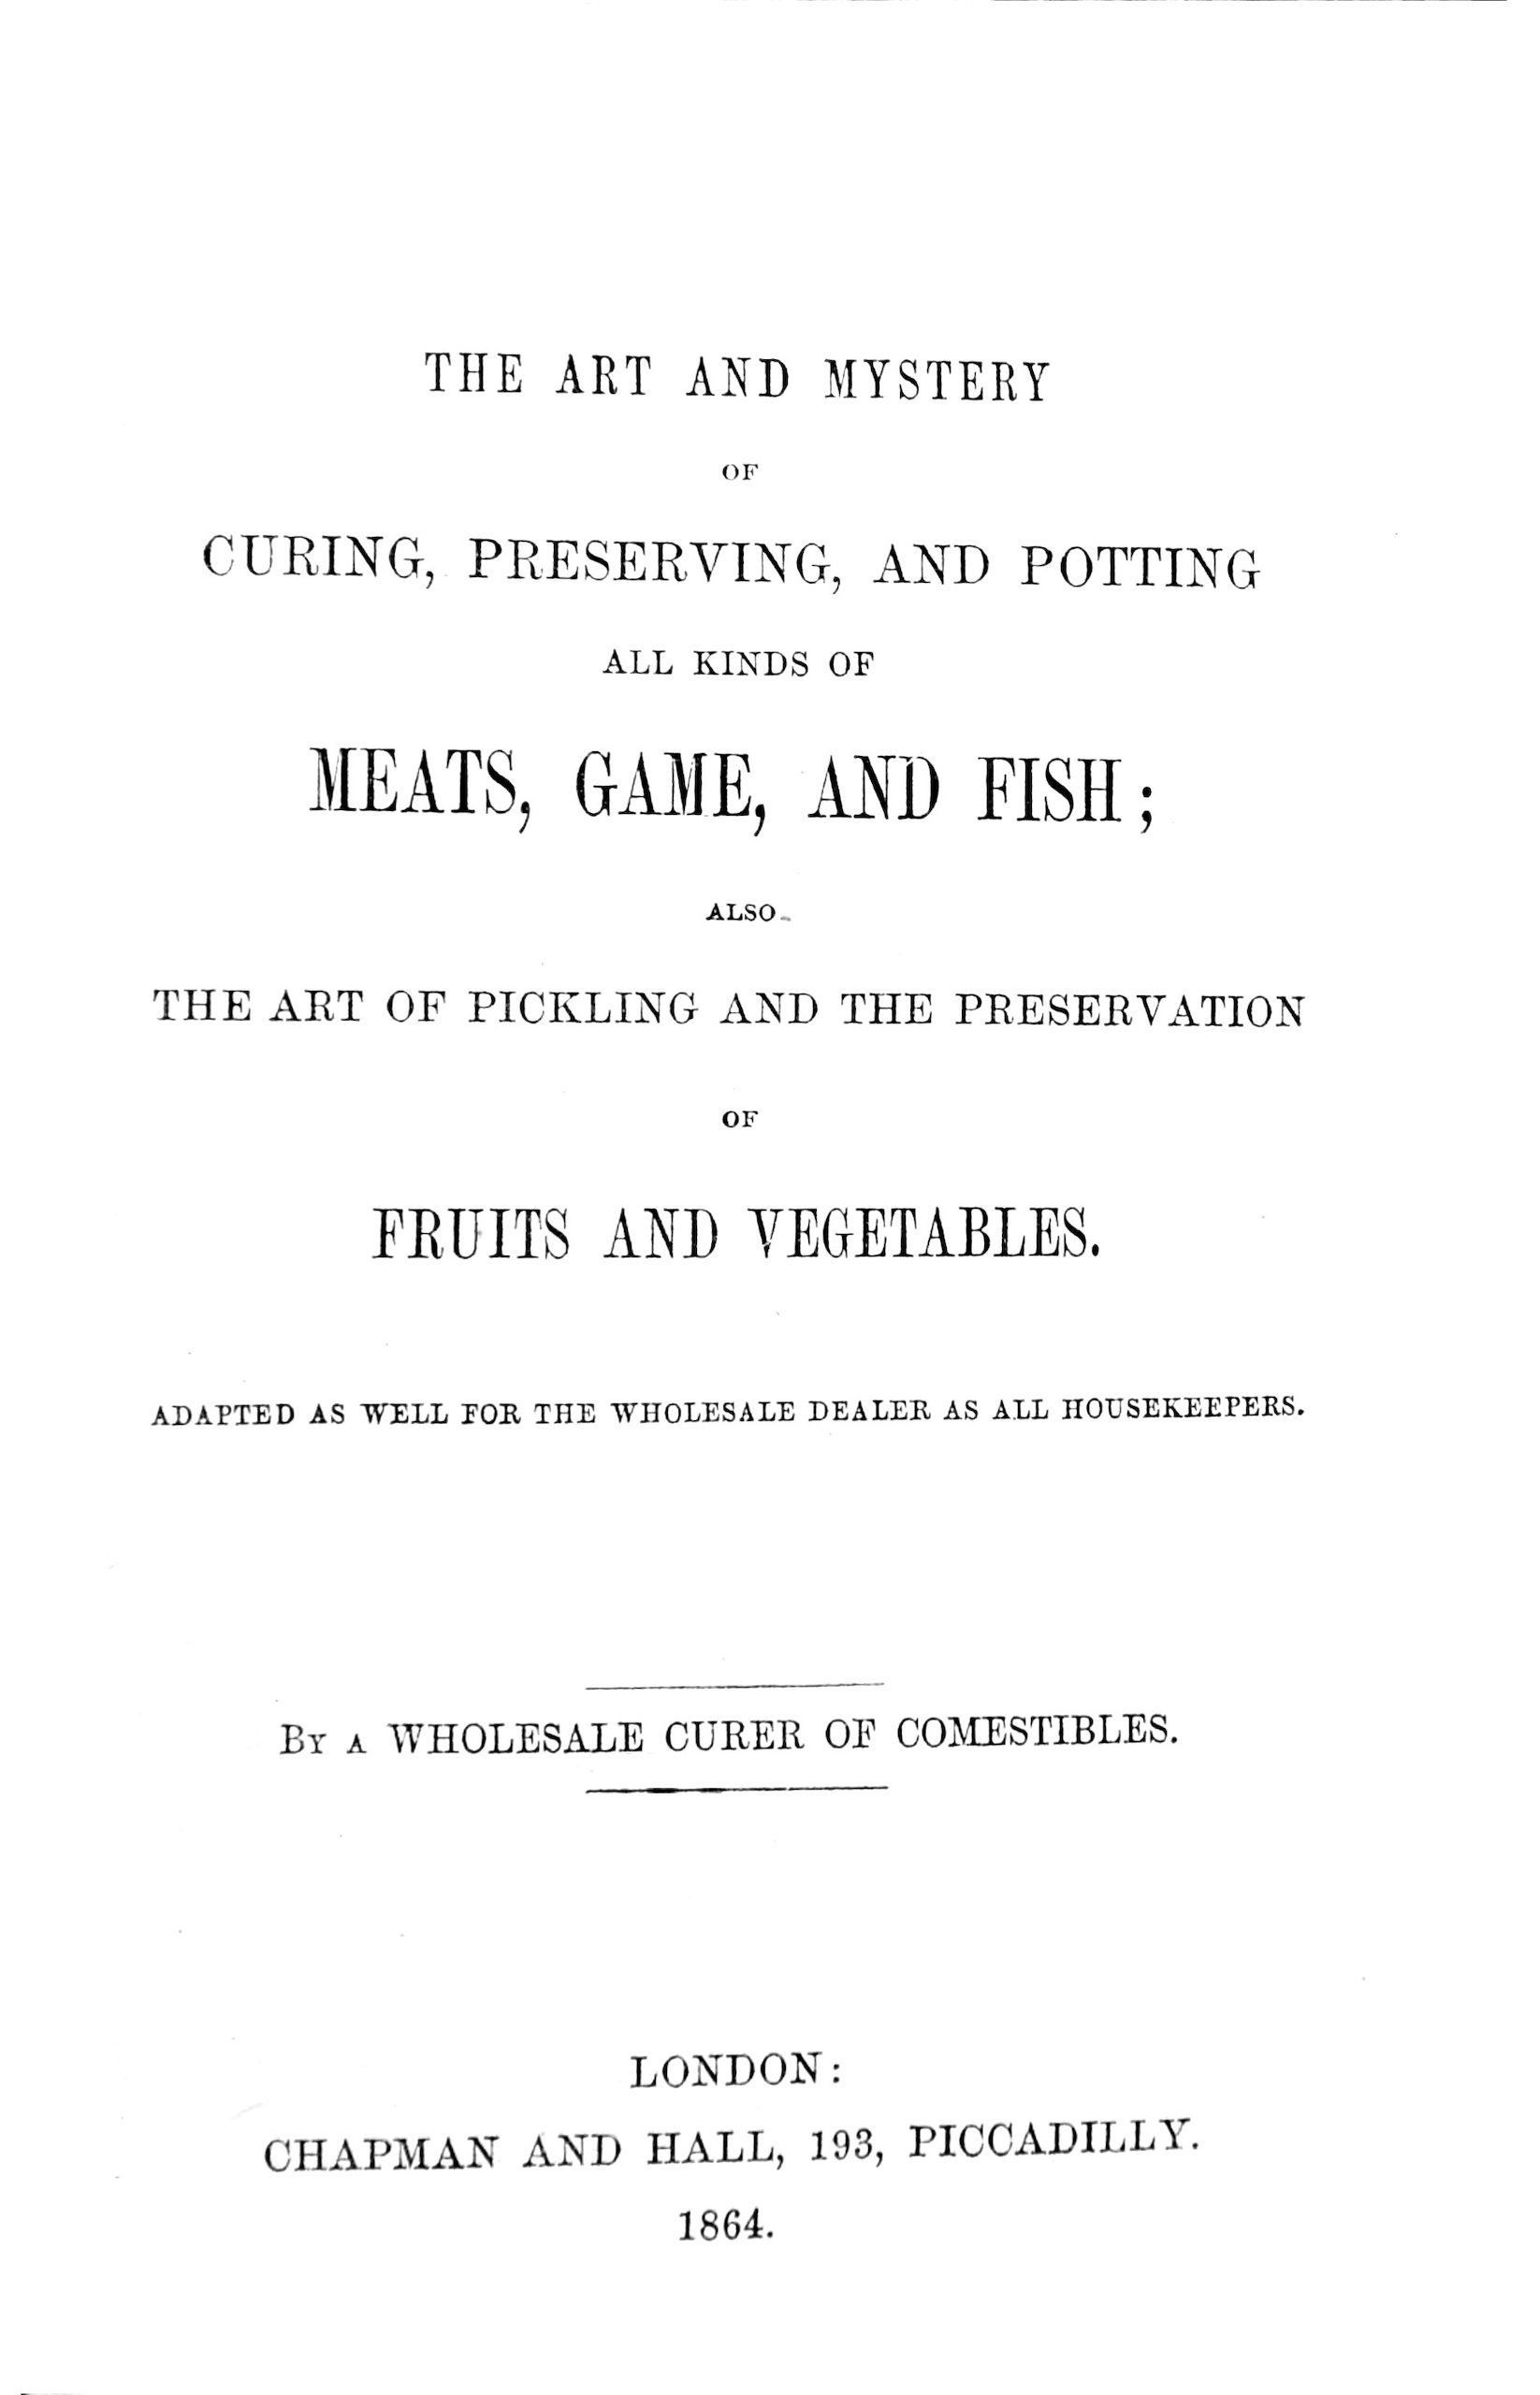 THE ART AND MYSTERY
OF
CURING, PRESERVING, AND POTTING
ALL KINDS OF
MEATS, GAME, AND FISH;
ALSO
THE ART OF PICKLING AND THE PRESERVATION
OF
FRUITS AND VEGETABLES.
ADAPTED AS WELL FOR THE WHOLESALE DEALER AS ALL HOUSEKEEPERS.
BY A WHOLESALE CURER OF COMESTIBLES.
LONDON:
CHAPMAN AND HALL, 193, PICCADILLY.
1864.